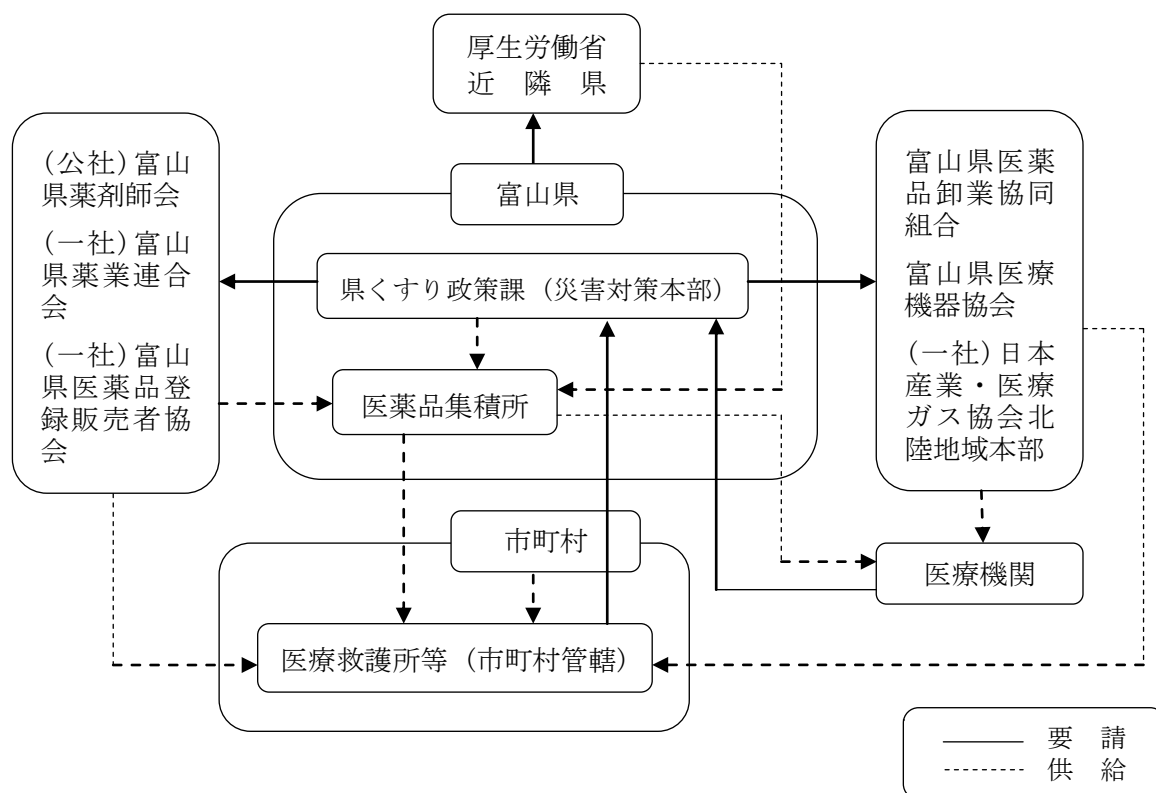 厚生労働省
近　隣　県
(公社)富山
県薬剤師会
(一社)富山
県薬業連合
会
(一社)富山
県医薬品登
録販売者協
会
富山県
県くすり政策課（災害対策本部）
医薬品集積所
富山県医薬
品卸業協同
組合
富山県医療
機器協会
(一社)日本
産業・医療
ガス協会北
陸地域本部
市町村
医療救護所等（市町村管轄）
医療機関
要　請
供　給